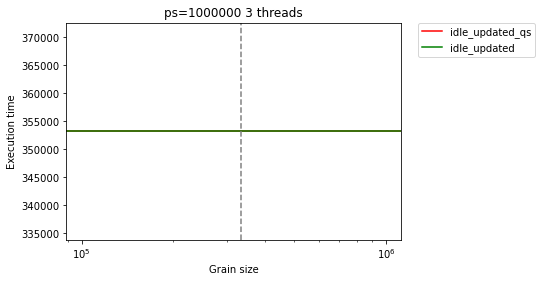 ps=1000000 3 threads
idle_updated_qs
idle_updated
Execution time
370000
365000
360000
355000
350000
345000
340000
335000
10^5
10^6
Grain size